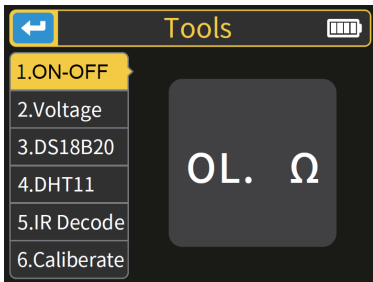 Tools
1.ON-OFF
2.Voltage
3.DS18B20
4.DHT11
5.IR Decode
6.Caliberate
OL. Ω